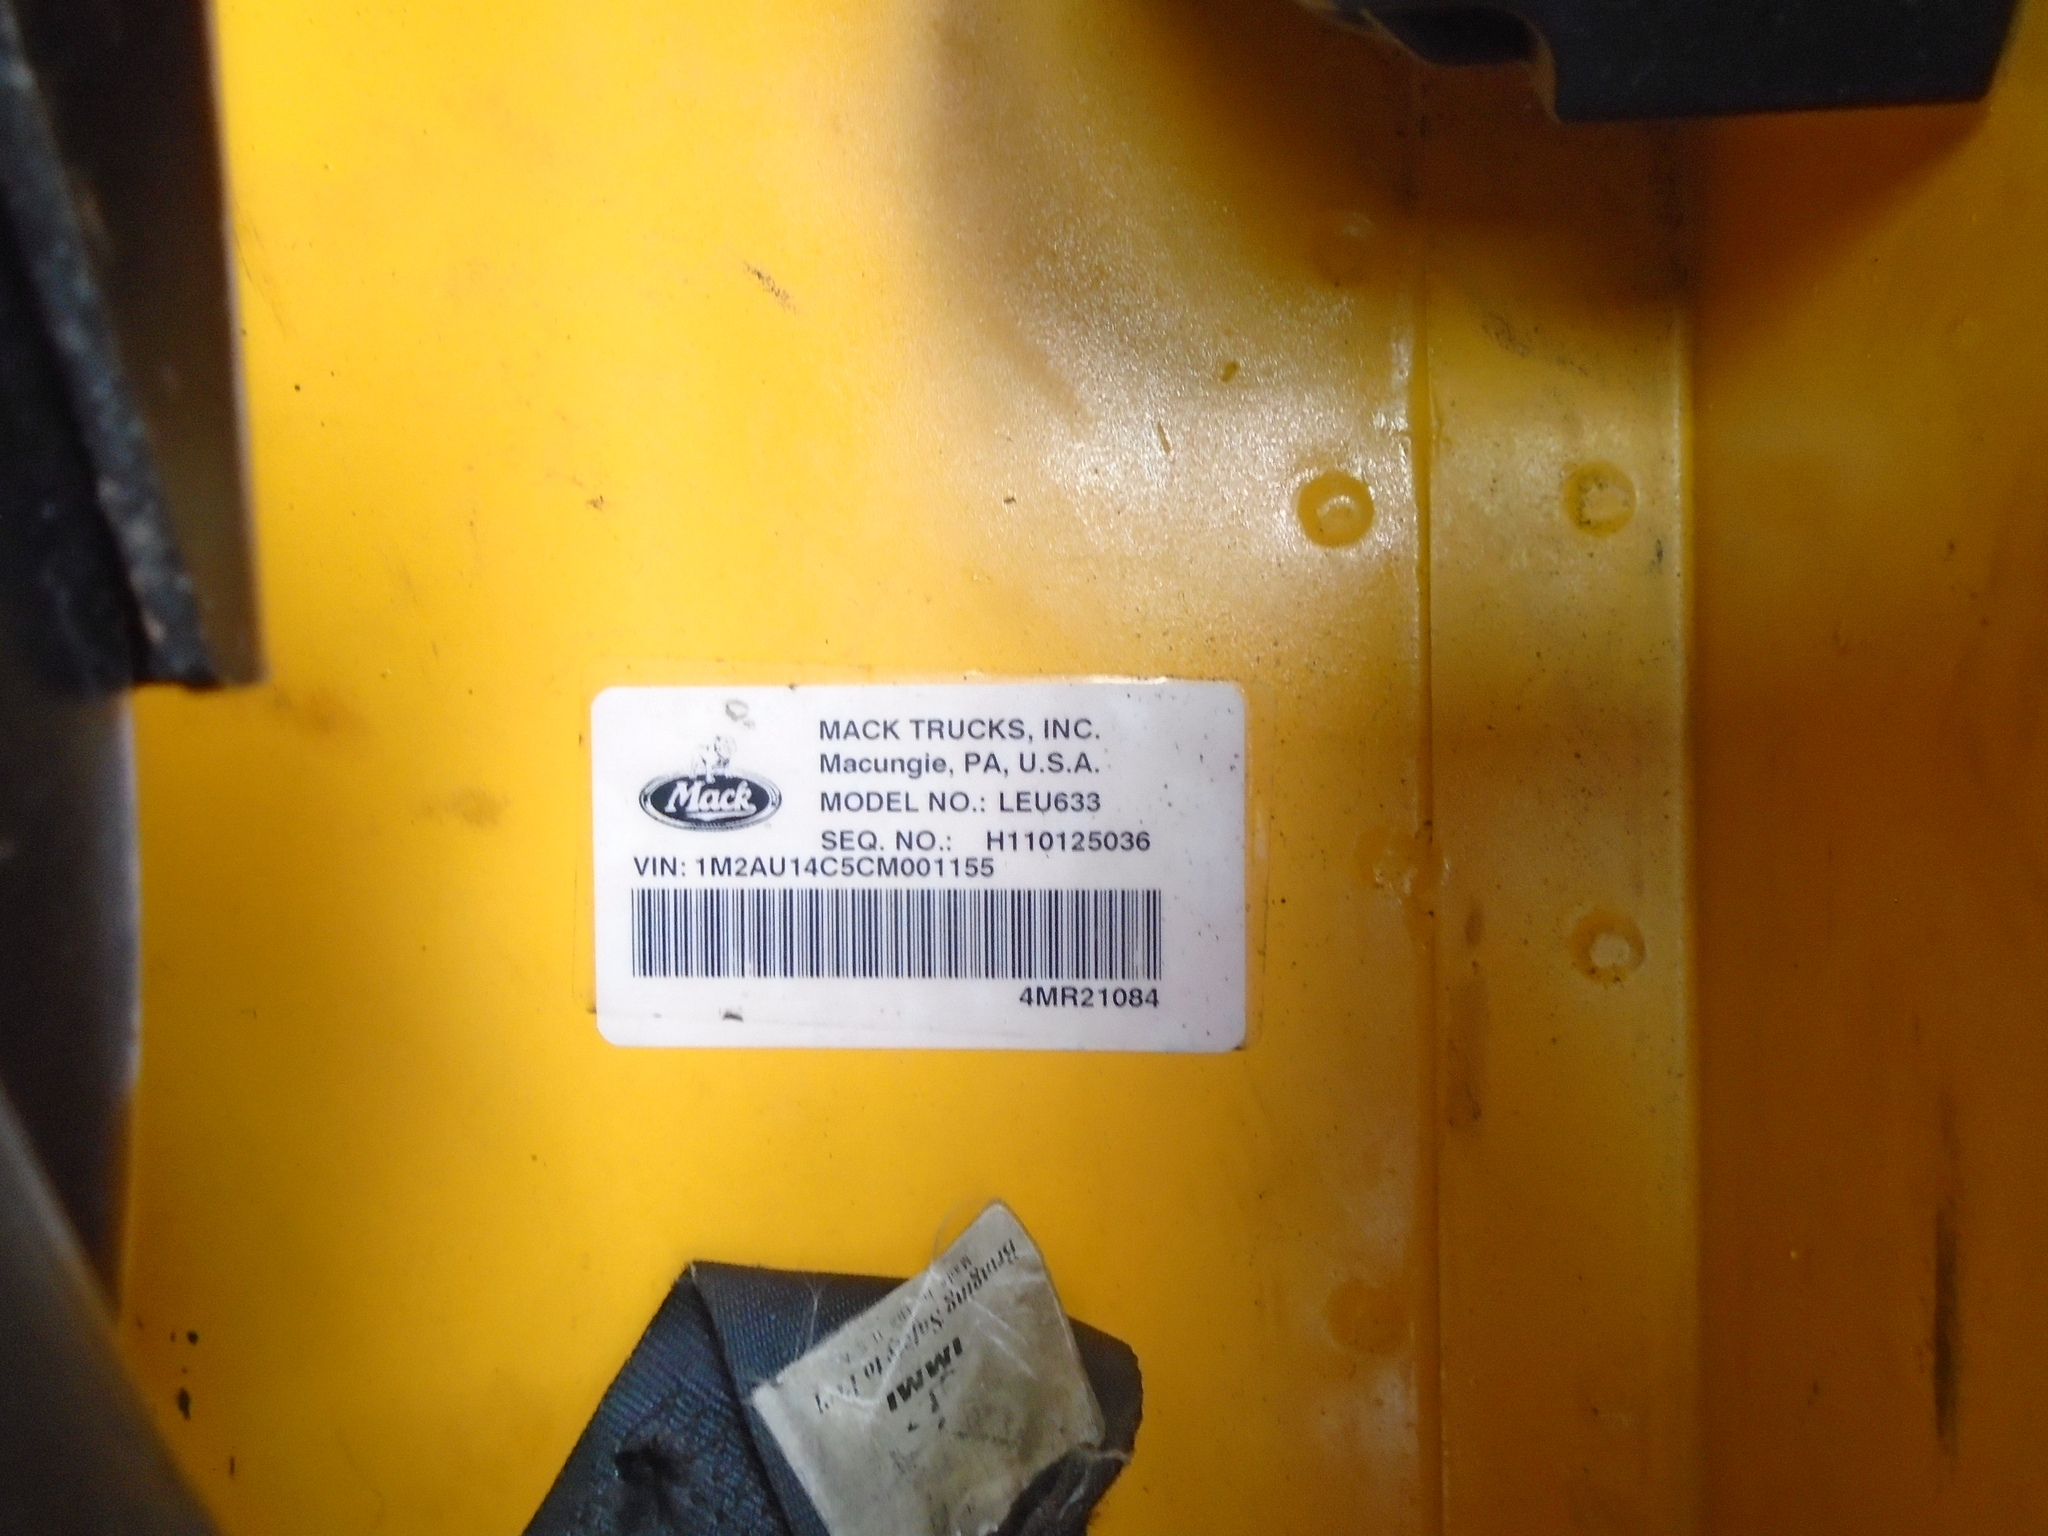 Mack
MACK TRUCKS, INC.
Macungie, PA, U.S.A.
MODEL NO.: LEU633
SEQ. NO.: H110125036
VIN: 1M2AU14C5CM001155
4MR21084
IMMI